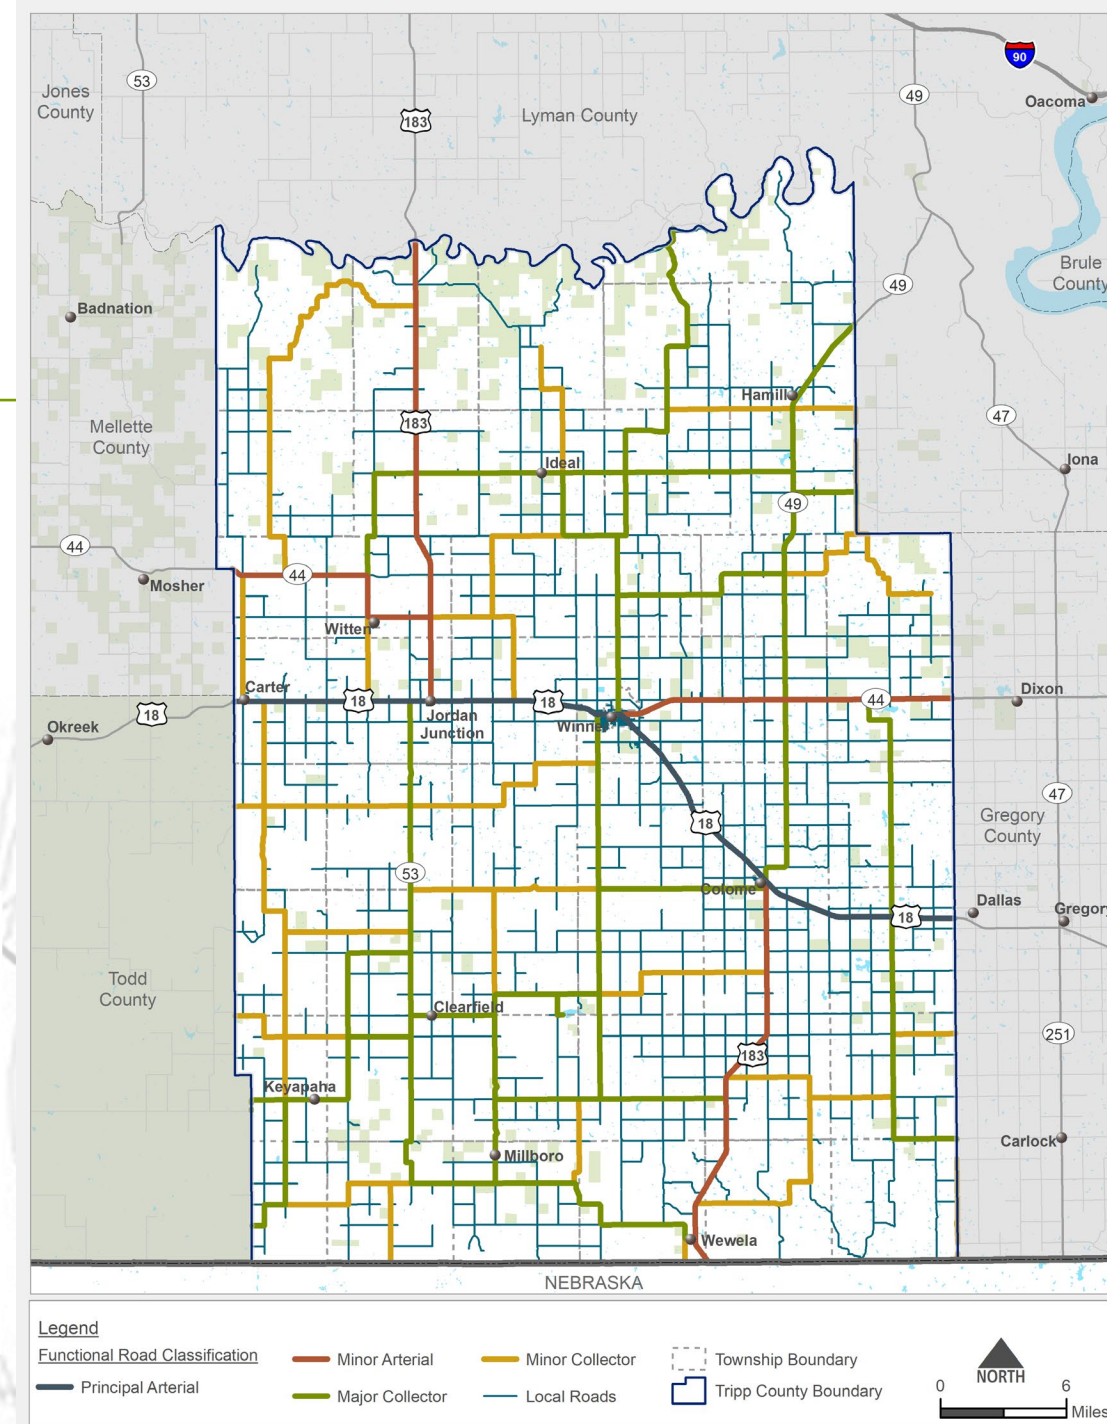 90
53
49
Jones
County
Oacoma
183
Lyman County
Brule
County
49
Badnation
Hamill
47
183
Mellette
County
Ideal
Iona
49
44
44
Mosher
Witten
Carter
Dixon
18
18
44
18
Okreek
Jordan
Junction
Winner
47
18
Gregory
County
53
Colome
Dallas
Gregory
18
Todd
County
Clearfield
251
183
Keyapaha
Carlock
Millboro
Wewela
NEBRASKA
Legend
Functional Road Classification
Principal Arterial
Minor Arterial
Major Collector
Minor Collector
Local Roads
Township Boundary
Tripp County Boundary
NORTH
0 6
Miles